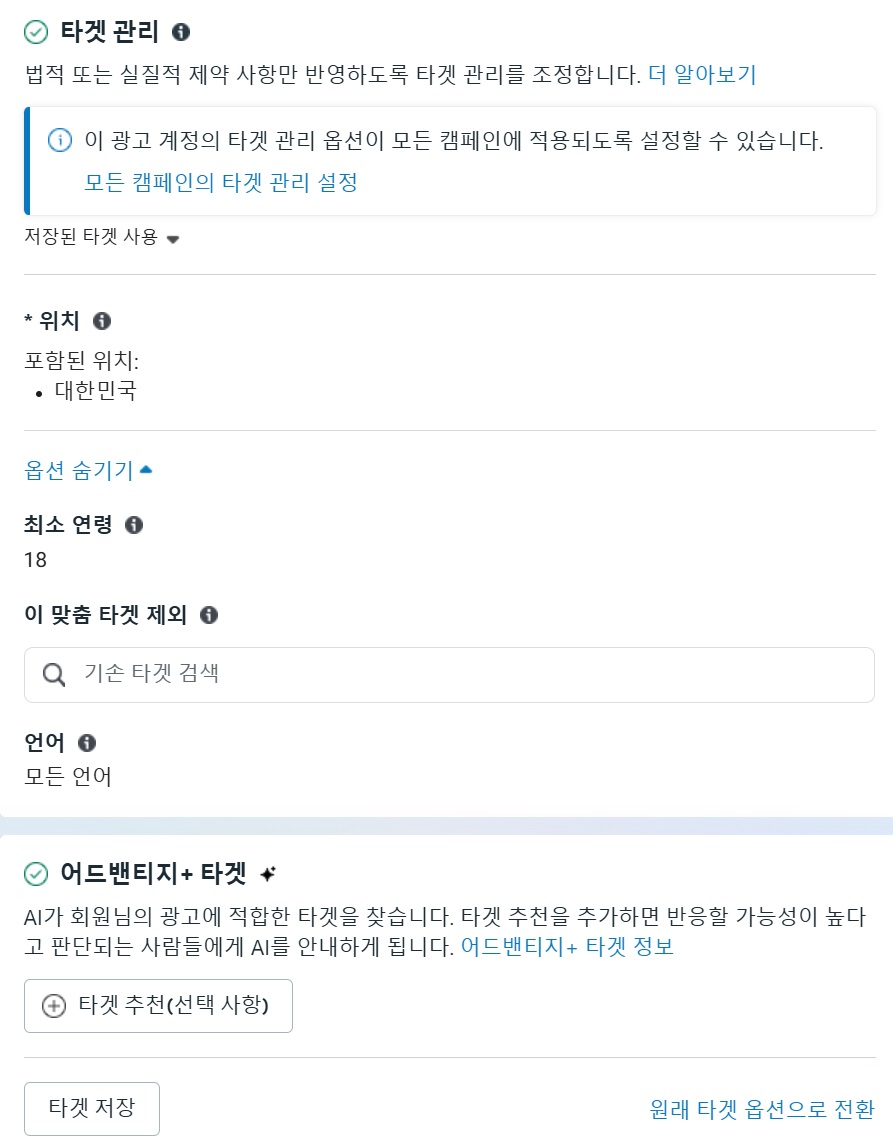 타겟 관리
법적 또는 실질적 제약 사항만 반영하도록 타겟 관리를 조정합니다. 더 알아보기
이 광고 계정의 타겟 관리 옵션이 모든 캠페인에 적용되도록 설정할 수 있습니다.
모든 캠페인의 타겟 관리 설정
저장된 타겟 사용
* 위치
포함된 위치:
• 대한민국
옵션 숨기기
최소 연령
18
이 맞춤 타겟 제외
기손 타겟 검색
언어
모든 언어
어드밴티지+ 타겟
AI가 회원님의 광고에 적합한 타겟을 찾습니다. 타겟 추천을 추가하면 반응할 가능성이 높다
고 판단되는 사람들에게 AI를 안내하게 됩니다. 어드밴티지+ 타겟 정보
타겟 추천(선택 사항)
타겟 저장
원래 타겟 옵션으로 전환